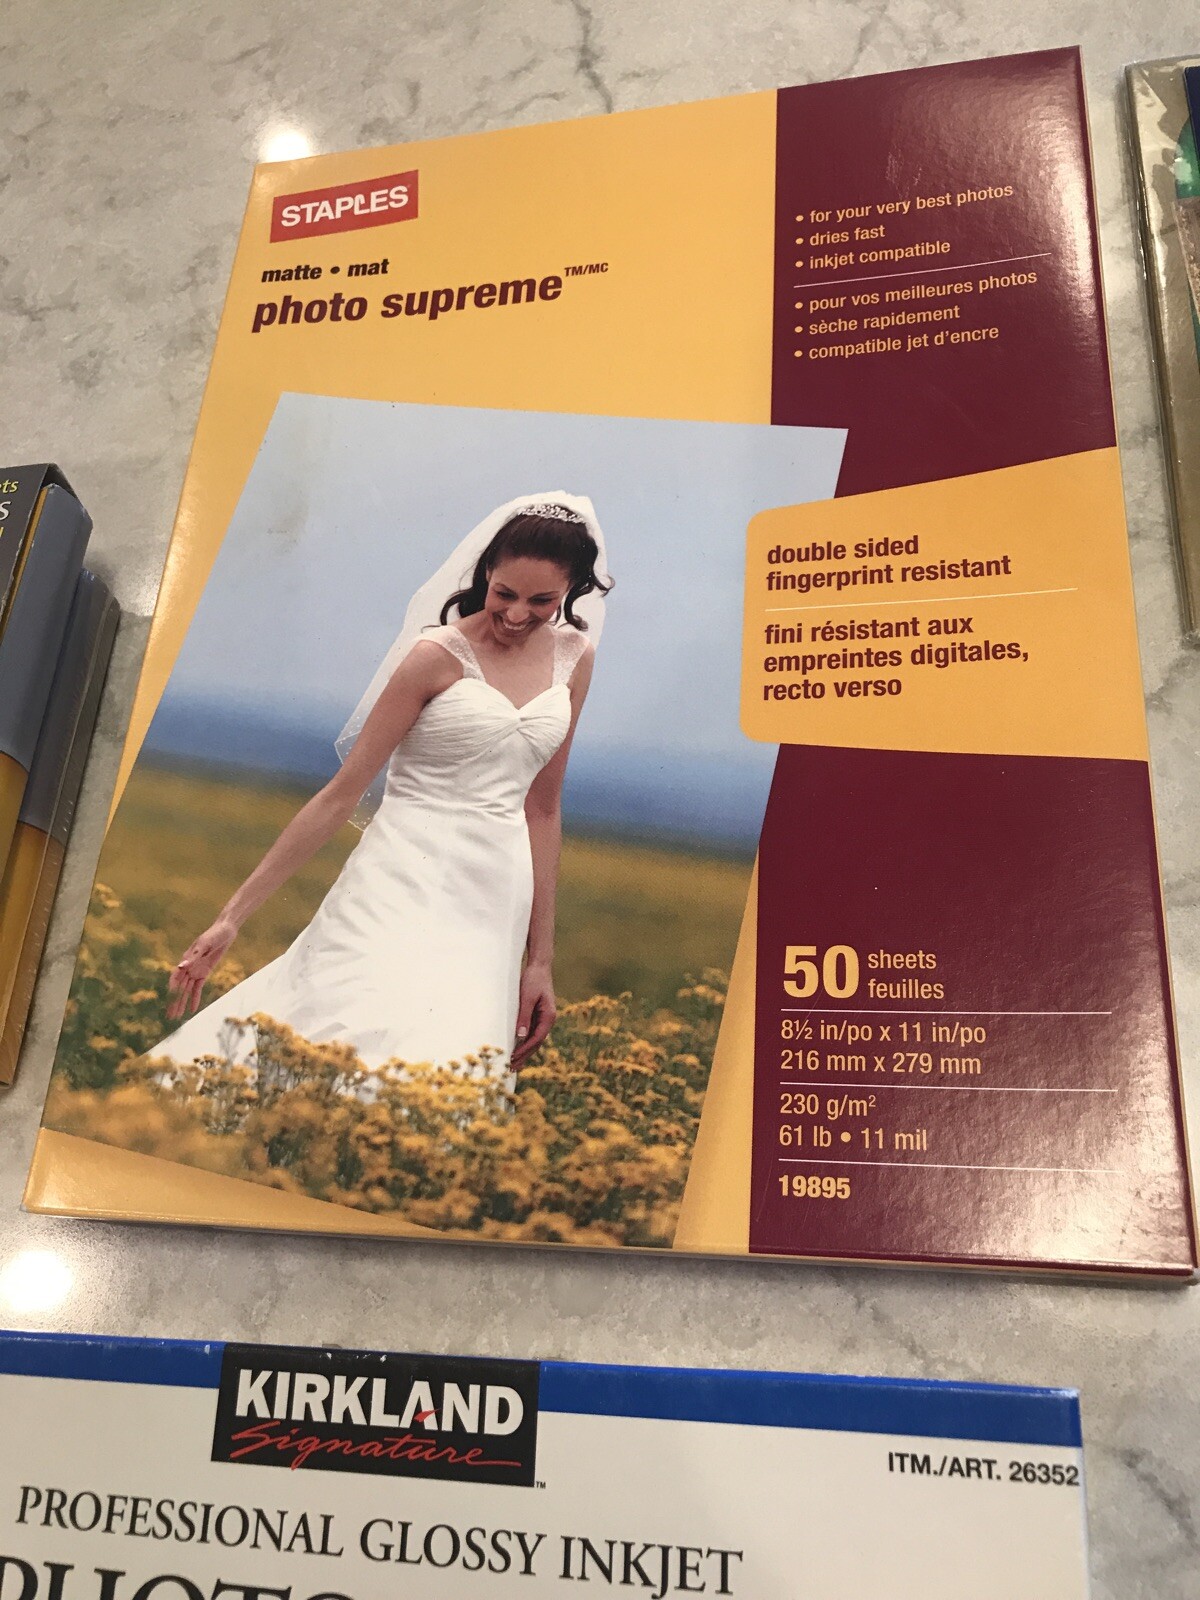 STAPLES
matte • mat
photo supreme™/MC
• for your very best photos
• dries fast
• inkjet compatible
• pour vos meilleures photos
• sèche rapidement
• compatible jet d'encre
double sided
fingerprint resistant
fini résistant aux
empreintes digitales,
recto verso
50 sheets
feuilles
8½ in/po x 11 in/po
216 mm x 279 mm
230 g/m²
61 lb • 11 mil
19895
KIRKLAND
Signature™
ITM./ART. 26352
PROFESSIONAL GLOSSY INKJET